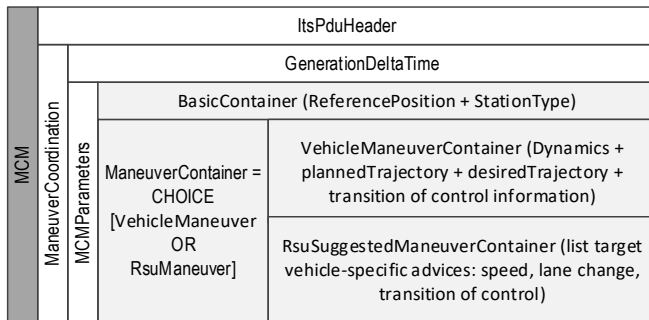 MCM
ItsPduHeader
ManeuverCoordination
GenerationDeltaTime
MCMParameters
BasicContainer (ReferencePosition + StationType)
ManeuverContainer =
CHOICE
[VehicleManeuver
OR
RsuManeuver]
VehicleManeuverContainer (Dynamics +
plannedTrajectory + desiredTrajectory +
transition of control information)
RsuSuggestedManeuverContainer (list target
vehicle-specific advices: speed, lane change,
transition of control)